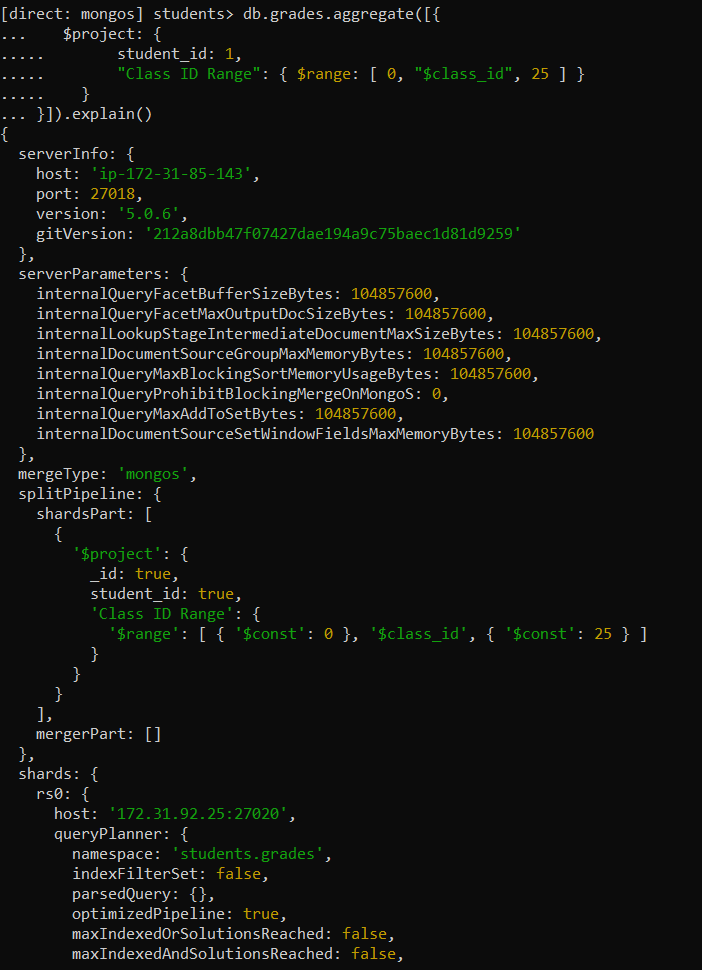 [direct: mongos] students> db.grades.aggregate([{
...    $project: {
.....        student_id: 1,
.....        "Class ID Range": { $range: [ 0, "$class_id", 25 ] }
.....    }
... }]).explain()
{
  serverInfo: {
    host: 'ip-172-31-85-143',
    port: 27018,
    version: '5.0.6',
    gitVersion: '212a8dbb47f07427dae194a9c75baec1d81d9259'
  },
  serverParameters: {
    internalQueryFacetBufferSizeBytes: 104857600,
    internalQueryFacetMaxOutputDocSizeBytes: 104857600,
    internalLookupStageIntermediateDocumentMaxSizeBytes: 104857600,
    internalDocumentSourceGroupMaxMemoryBytes: 104857600,
    internalQueryMaxBlockingSortMemoryUsageBytes: 104857600,
    internalQueryProhibitBlockingMergeOnMongoS: 0,
    internalQueryMaxAddToSetBytes: 104857600,
    internalDocumentSourceSetWindowFieldsMaxMemoryBytes: 104857600
  },
  mergeType: 'mongos',
  splitPipeline: {
    shardsPart: [
      {
        '$project': {
          _id: true,
          student_id: true,
          'Class ID Range': {
            '$range': [ { '$const': 0 }, '$class_id', { '$const': 25 } ]
          }
        }
      }
    ],
    mergerPart: []
  },
  shards: {
    rs0: {
      host: '172.31.92.25:27020',
      queryPlanner: {
        namespace: 'students.grades',
        indexFilterSet: false,
        parsedQuery: {},
        optimizedPipeline: true,
        maxIndexedOrSolutionsReached: false,
        maxIndexedAndSolutionsReached: false,